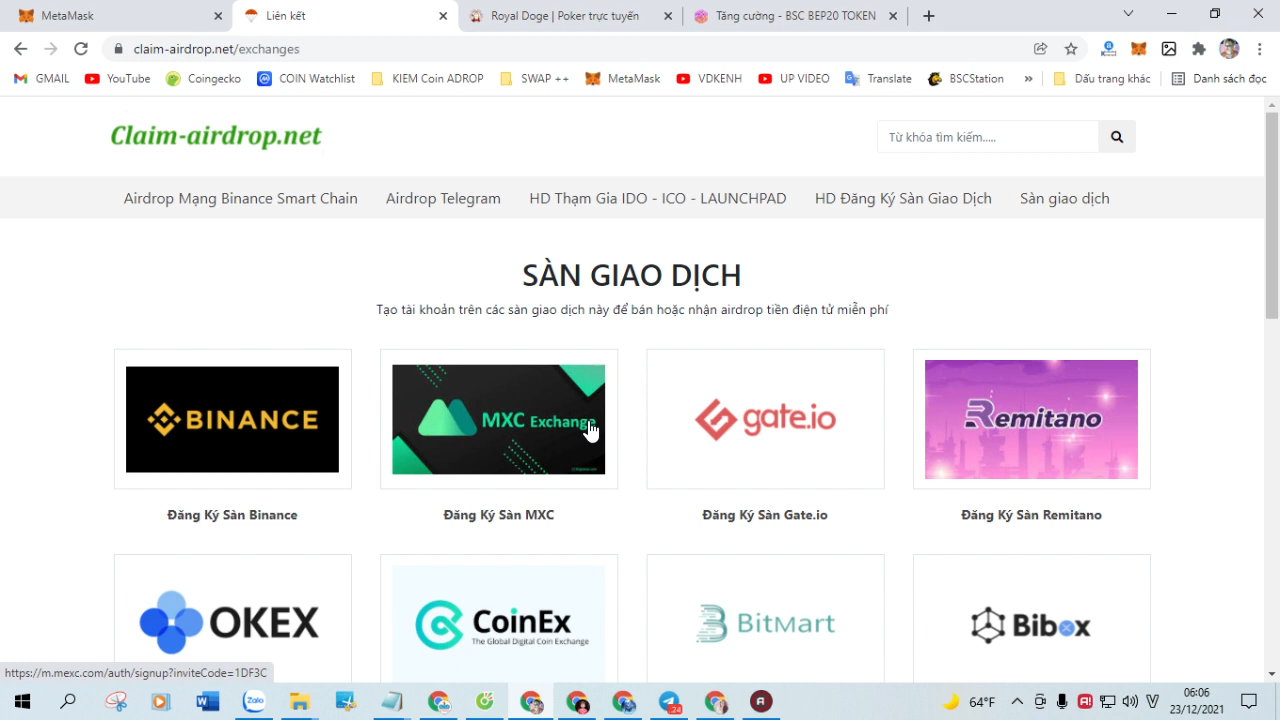 MetaMask
Liên kết
Royal Doge | Poker trực tuyến
Tăng cường - BSC BEP20 TOKEN
claim-airdrop.net/exchanges
GMAIL
YouTube
Coingecko
COIN Watchlist
KIEM Coin ADROP
SWAP ++
MetaMask
VDKENH
UP VIDEO
Translate
BSCStation
»
Dấu trang khác
Danh sách đọc
Claim-airdrop.net
Từ khóa tìm kiếm.....
Airdrop Mạng Binance Smart Chain
Airdrop Telegram
HD Thạm Gia IDO - ICO - LAUNCHPAD
HD Đăng Ký Sàn Giao Dịch
Sàn giao dịch
SÀN GIAO DỊCH
Tạo tài khoản trên các sàn giao dịch này để bán hoặc nhận airdrop tiền điện tử miễn phí
BINANCE
MXC Exchange
gate.io
Remitano
Đăng Ký Sàn Binance
Đăng Ký Sàn MXC
Đăng Ký Sàn Gate.io
Đăng Ký Sàn Remitano
OKEX
CoinEx
The Global Digital Coin Exchange
BitMart
Bibox
https://m.mexc.com/auth/signup?inviteCode=1DF3C
Zalo
24
64°F
06:06
23/12/2021